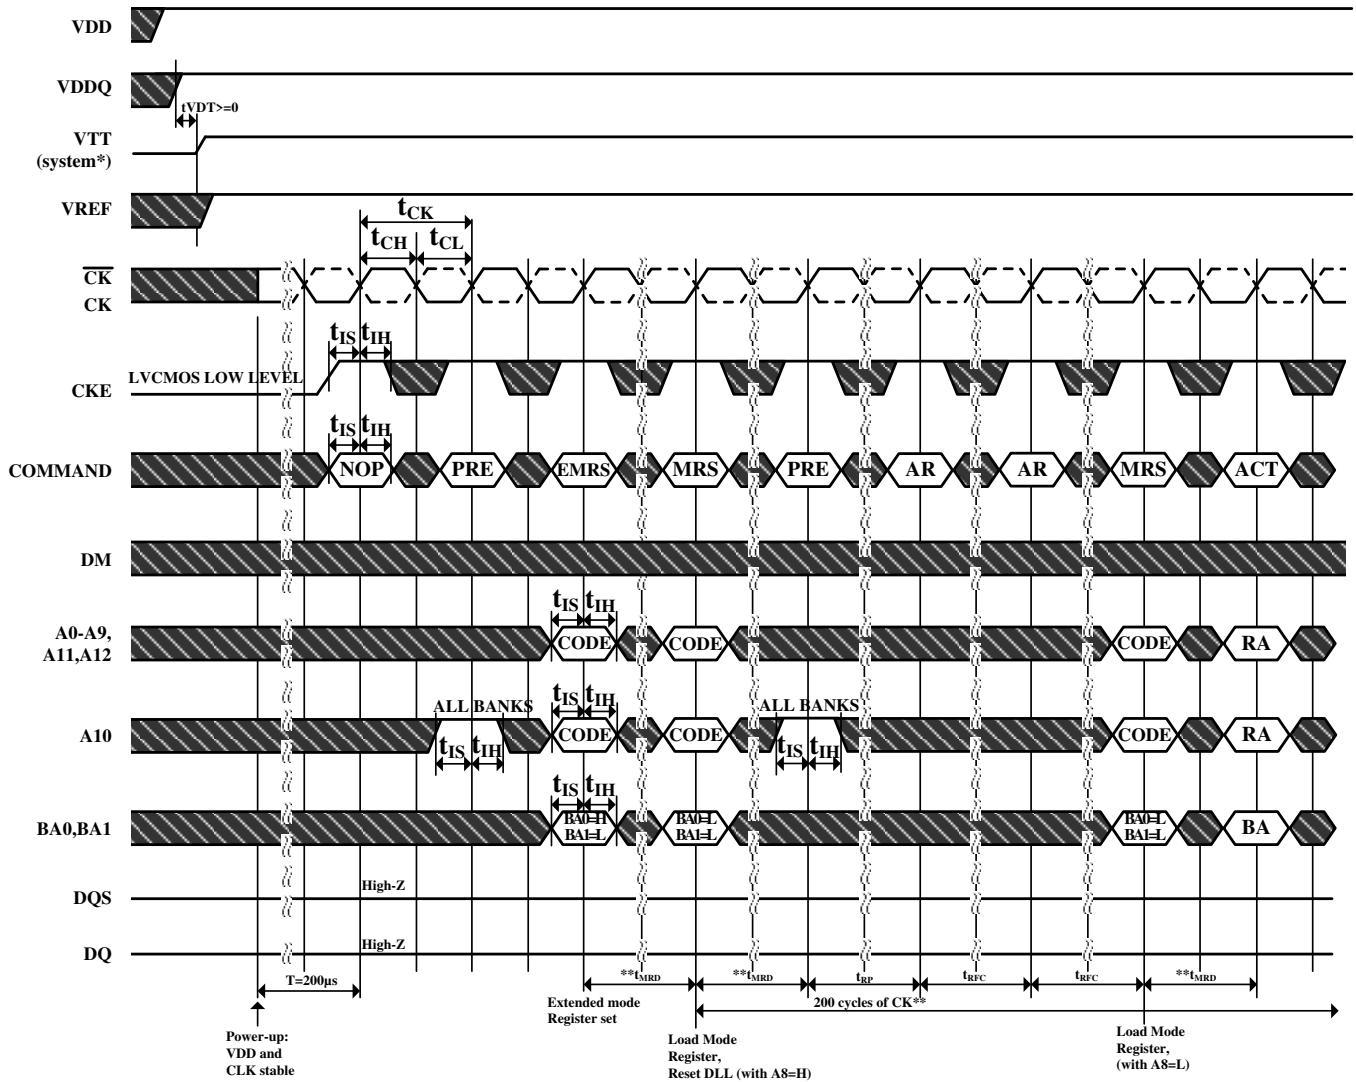 VDD
VDDQ
tVDT>=0
VTT
(system*)
VREF
tCK
tCH tCL
CK
CK
tIS tIH
LVCMOS LOW LEVEL
CKE
tIS tIH
COMMAND NOP PRE EMRS MRS PRE AR AR MRS ACT
DM
tIS tIH
A0-A9,
A11,A12
CODE CODE CODE RA
tIS tIH
ALL BANKS ALL BANKS
A10 CODE CODE CODE RA
tIS tIH tIS tIH
tIS tIH
BA0,BA1
BA0=H BA0=L BA0=L
BA1=L BA1=L BA1=L
BA
DQS High-Z
DQ High-Z
T=200µs **tMRD **tMRD tRP tRFC tRFC **tMRD
Extended mode
Register set
200 cycles of CK**
Power-up:
VDD and
CLK stable
Load Mode
Register,
Reset DLL (with A8=H)
Load Mode
Register,
(with A8=L)